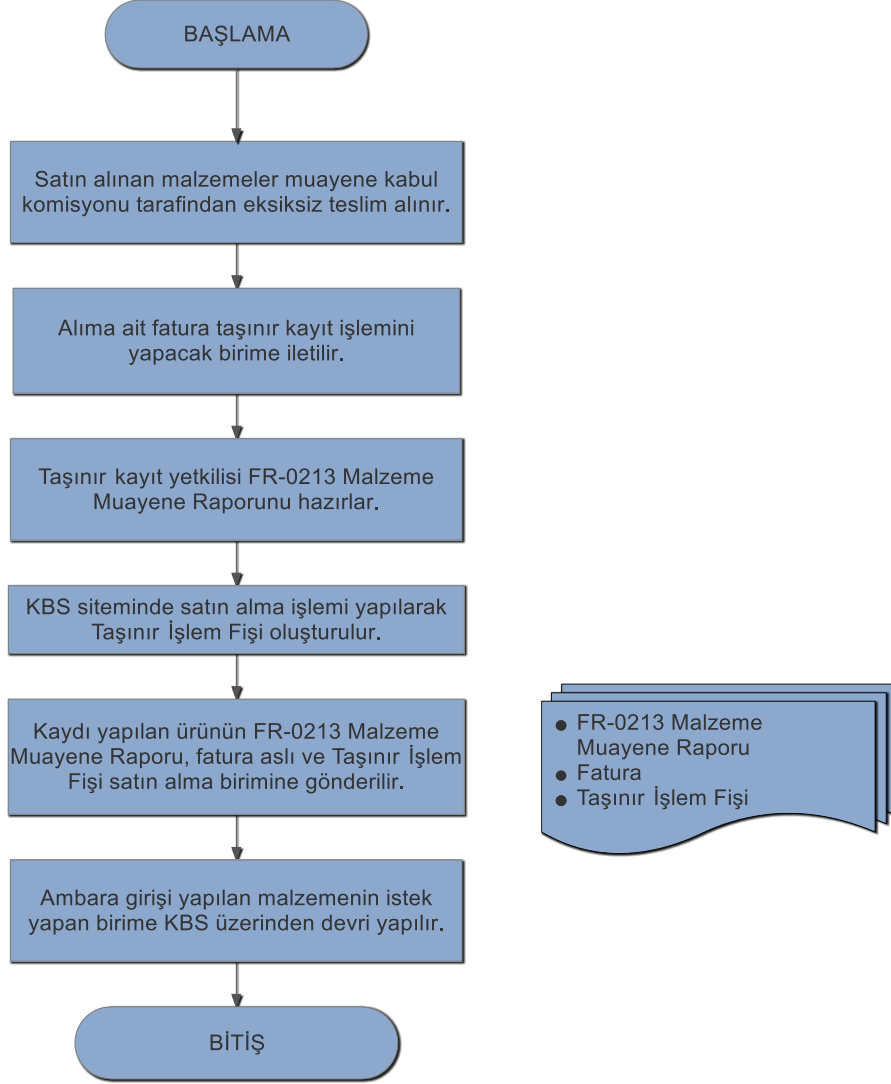 BAŞLAMA
Satın alınan malzemeler muayene kabul
komisyonu tarafindan eksiksiz teslim alınır.
Alıma ait fatura taşınır kayıt işlemini
yapacak birime iletilir.
Taşınır kayıt yetkilisi FR-0213 Malzeme
Muayene Raporunu hazırlar.
KBS siteminde satın alma işlemi yapılarak
Taşınır İşlem Fişi oluşturulur.
Kaydı yapılan ürünün FR-0213 Malzeme
Muayene Raporu, fatura aslı ve Taşınır İşlem
Fişi satın alma birimine gönderilir.
● FR-0213 Malzeme
Muayene Raporu
● Fatura
● Taşınır İşlem Fişi
Ambara girişi yapılan malzemenin istek
yapan birime KBS üzerinden devri yapılır.
BİTİŞ